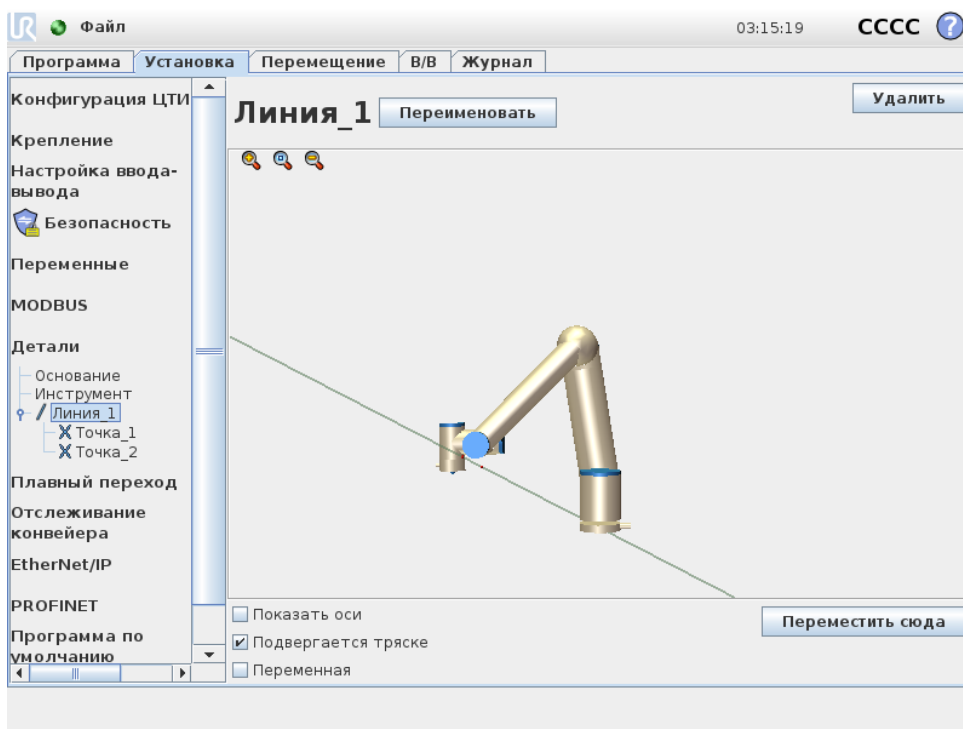 UR
Файл
03:15:19
CCCC
?
Программа
Установка
Перемещение
В/В
Журнал
Конфигурация ЦТИ
Крепление
Настройка ввода-
вывода
Безопасность
Переменные
MODBUS
Детали
Основание
Инструмент
Линия_1
Точка_1
Точка_2
Плавный переход
Отслеживание
конвейера
EtherNet/IP
PROFINET
Программа по
умолчанию
Линия_1
Переименовать
Удалить
Показать оси
Подвергается тряске
Переменная
Переместить сюда